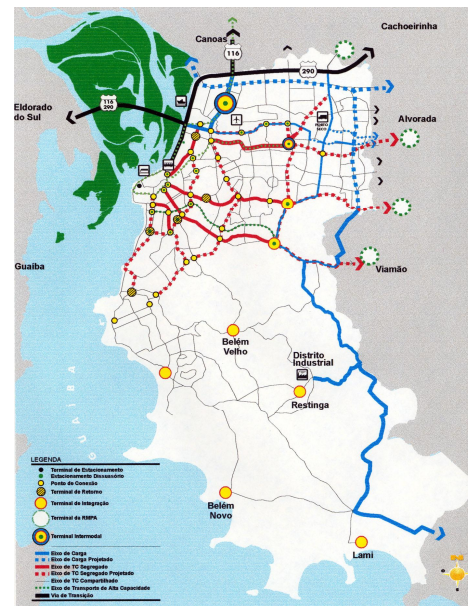 Cachoeirinha
Canoas
116
290
116
290
Eldorado
do Sul
PORTO
SECO
Alvorada
Guaíba
Viamão
Belém
Velho
Distrito
Industrial
Restinga
GUAÍBA
Belém
Novo
Lami
LEGENDA
Terminal de Estacionamento
Estacionamento Dissuasório
Ponto de Conexão
Terminal de Retorno
Terminal de Integração
Terminal da RMPA
Terminal Intermodal
Eixo de Carga
Eixo de Carga Projetado
Eixo de TC Segregado
Eixo de TC Segregado Projetado
Eixo de TC Compartilhado
Eixo de Transporte de Alta Capacidade
Via de Transição